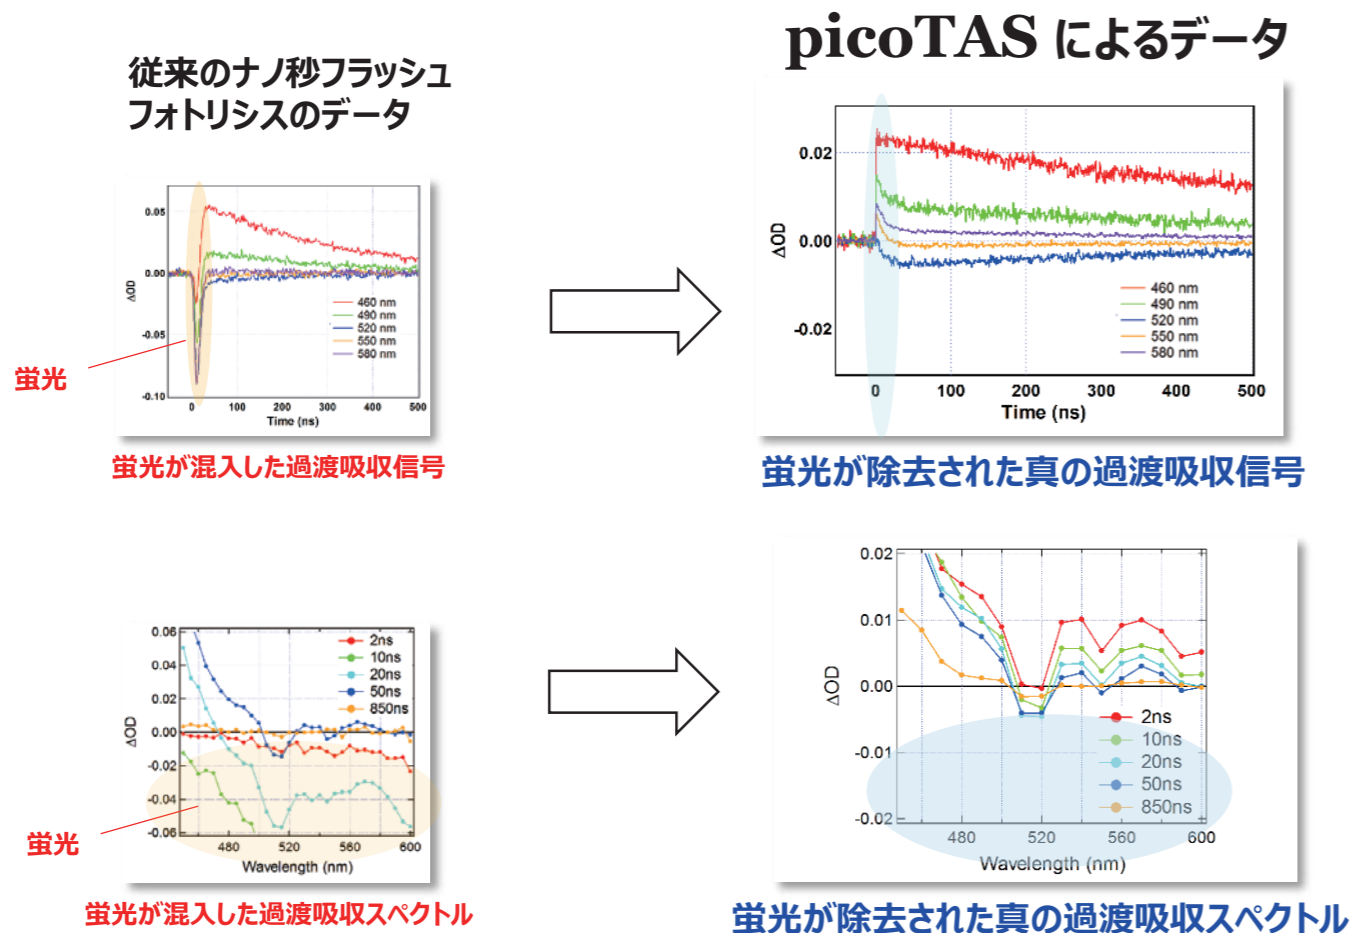 従来のナノ秒フラッシュ
フォトリシスのデータ
picoTAS によるデータ
0.05
0.00
-0.05
-0.10
ΔOD
460 nm
490 nm
520 nm
550 nm
580 nm
0
100
200
300
400
500
Time (ns)
蛍光
蛍光が混入した過渡吸収信号
0.02
0.00
-0.02
ΔOD
460 nm
490 nm
520 nm
550 nm
580 nm
0
100
200
300
400
500
Time (ns)
蛍光が除去された真の過渡吸収信号
0.06
0.04
0.02
0.00
-0.02
-0.04
-0.06
ΔOD
2ns
10ns
20ns
50ns
850ns
480
520
560
600
Wavelength (nm)
蛍光
蛍光が混入した過渡吸収スペクトル
0.02
0.01
0.00
-0.01
-0.02
ΔOD
2ns
10ns
20ns
50ns
850ns
480
520
560
600
Wavelength (nm)
蛍光が除去された真の過渡吸収スペクトル